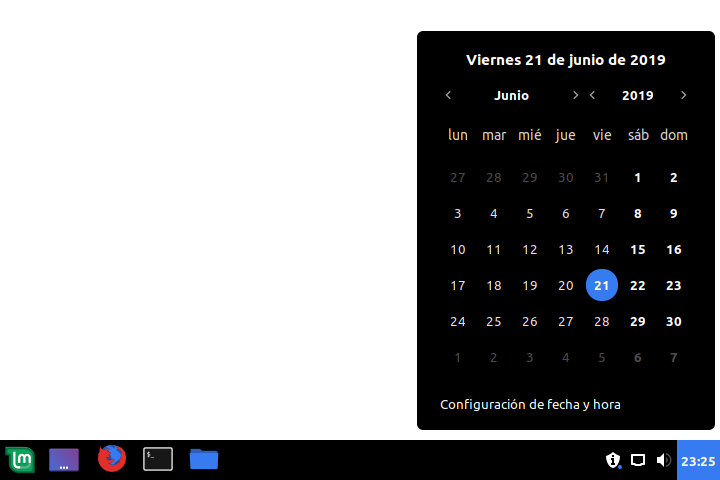 Viernes 21 de junio de 2019
Junio 2019
lun mar mié jue vie sáb dom
27 28 29 30 31 1 2
3 4 5 6 7 8 9
10 11 12 13 14 15 16
17 18 19 20 21 22 23
24 25 26 27 28 29 30
1 2 3 4 5 6 7
Configuración de fecha y hora
lm ... $_ 23:25